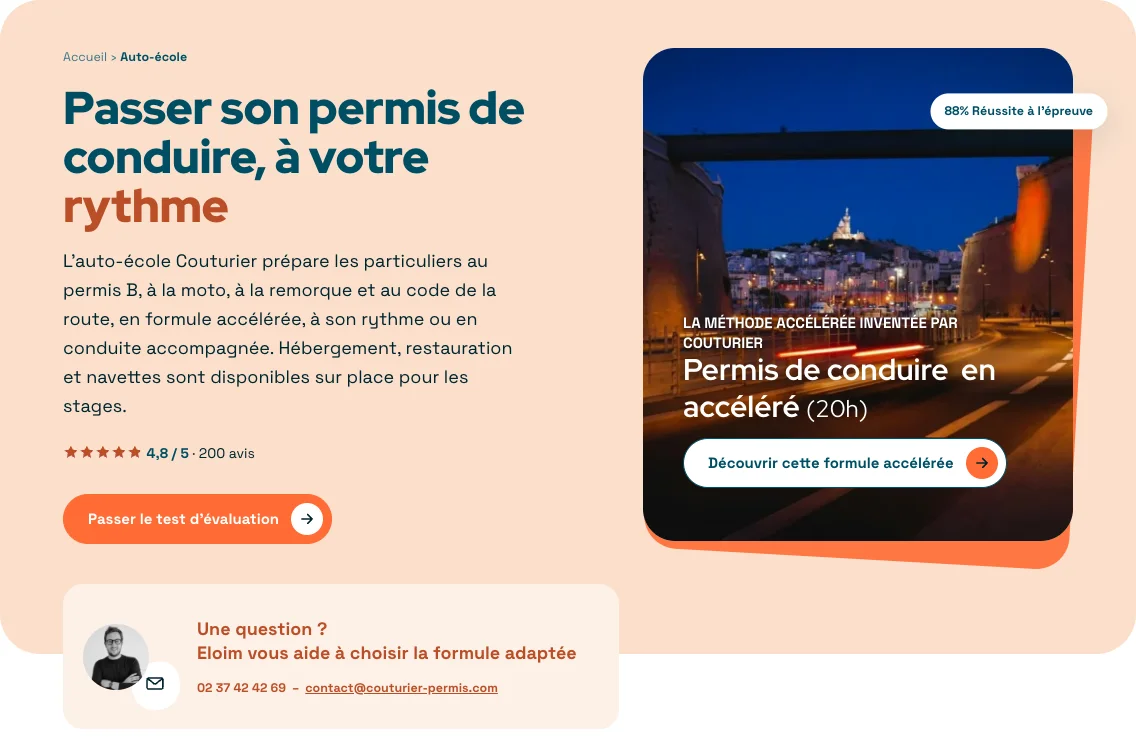 Accueil > Auto-école
Passer son permis de
conduire, à votre
rythme
L'auto-école Couturier prépare les particuliers au
permis B, à la moto, à la remorque et au code de la
route, en formule accélérée, à son rythme ou en
conduite accompagnée. Hébergement, restauration
et navettes sont disponibles sur place pour les
stages.
4,8 / 5 · 200 avis
Passer le test d'évaluation
88% Réussite à l'épreuve
LA MÉTHODE ACCÉLÉRÉE INVENTÉE PAR
COUTURIER
Permis de conduire en
accéléré (20h)
Découvrir cette formule accélérée
Une question ?
Eloim vous aide à choisir la formule adaptée
02 37 42 42 69 – contact@couturier-permis.com